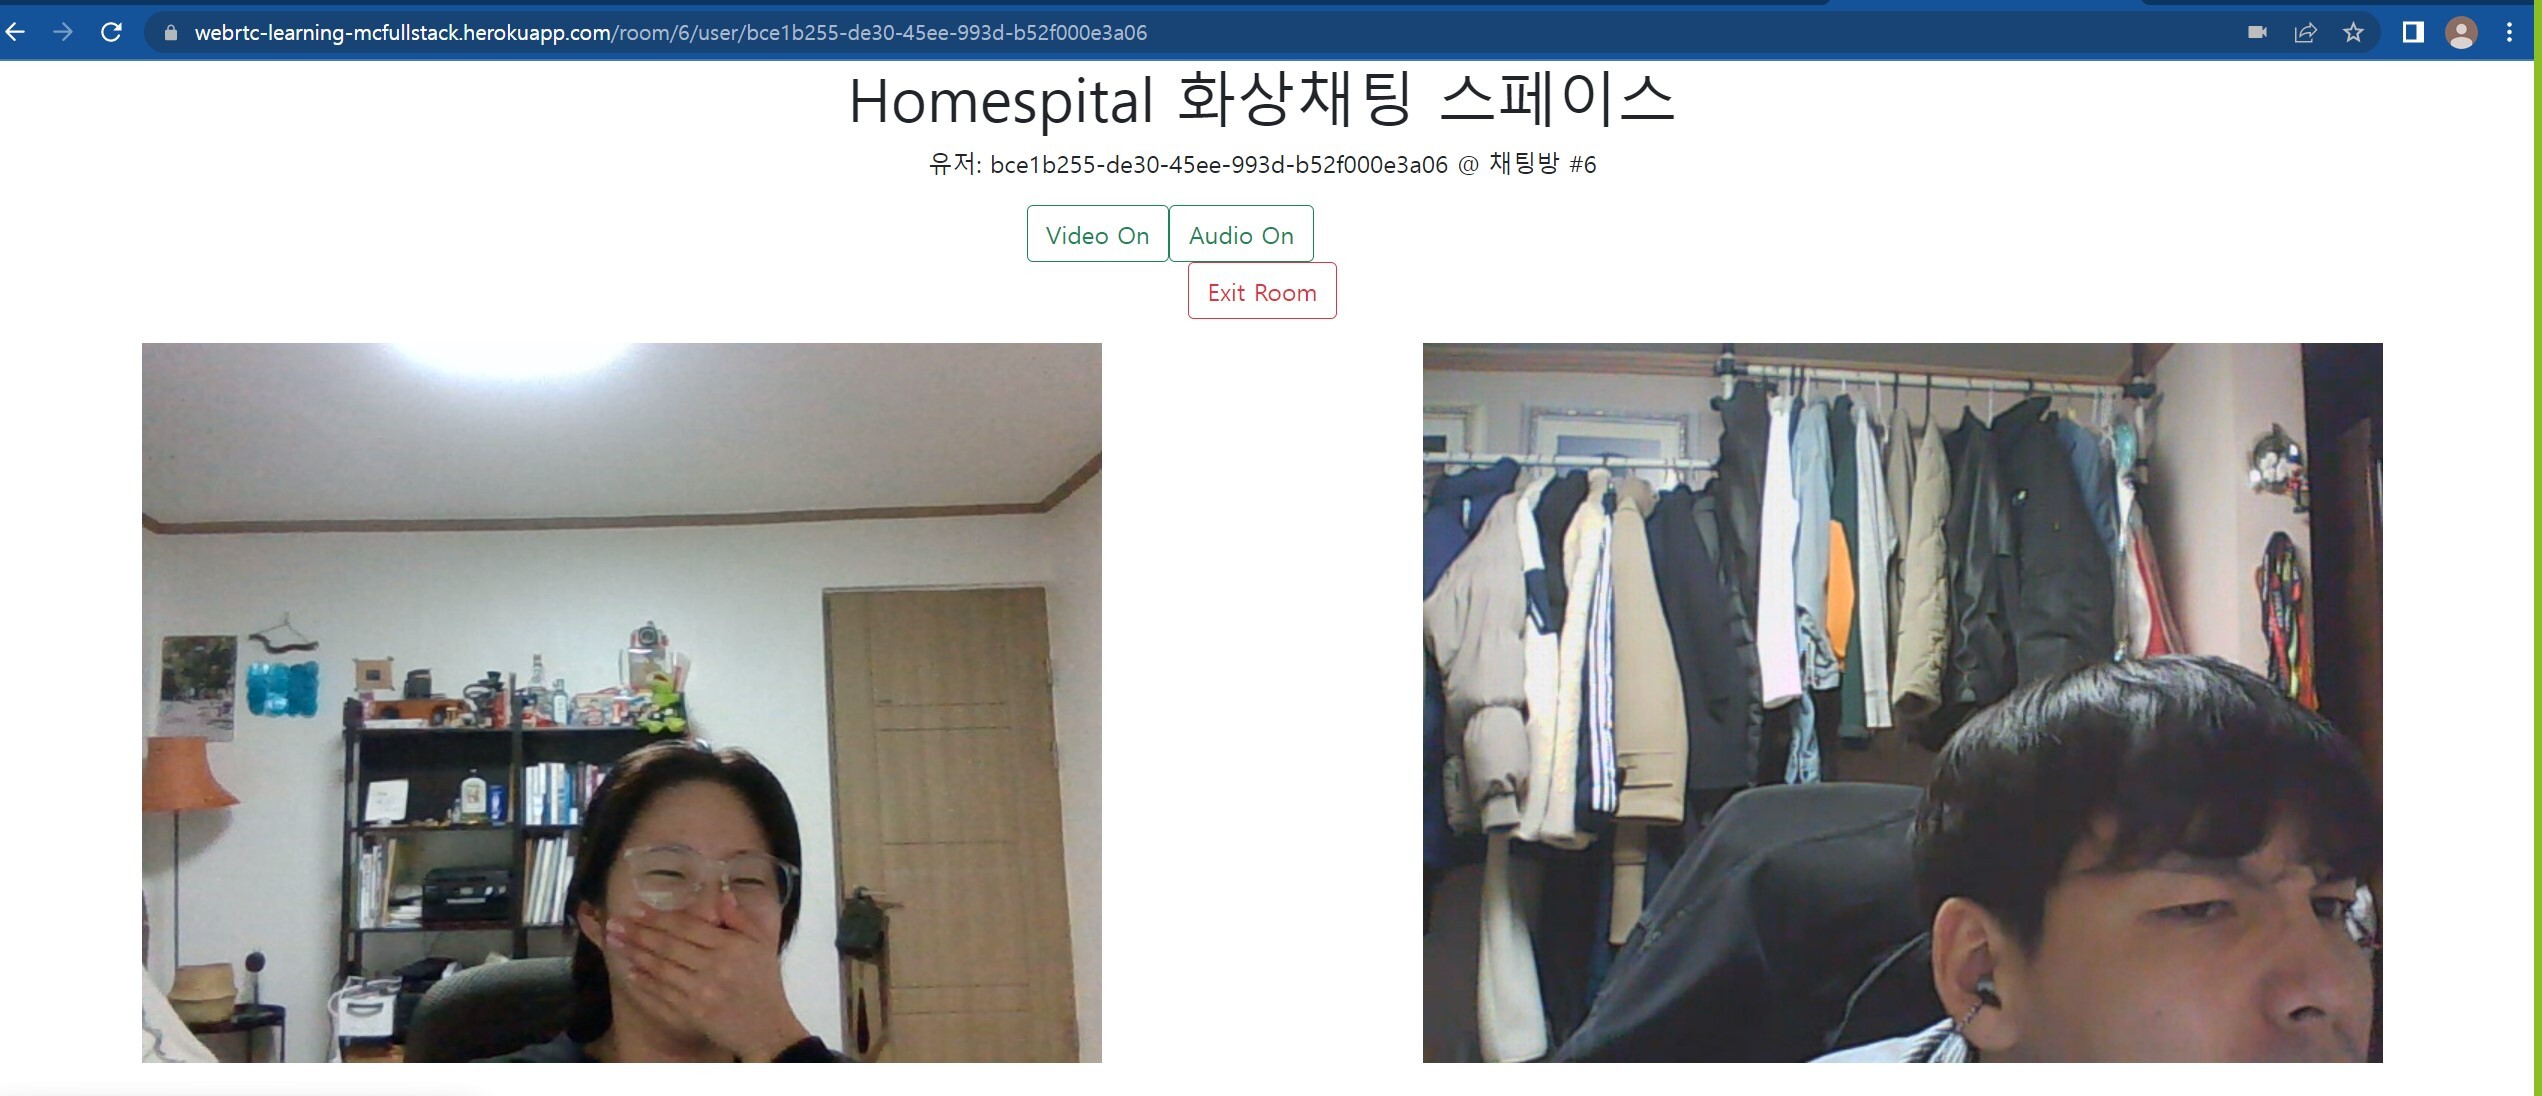 webrtc-learning-mcfullstack.herokuapp.com/room/6/user/bce1b255-de30-45ee-993d-b52f000e3a06
Homespital 화상채팅 스페이스
유저: bce1b255-de30-45ee-993d-b52f000e3a06 @ 채팅방 #6
Video On Audio On
Exit Room